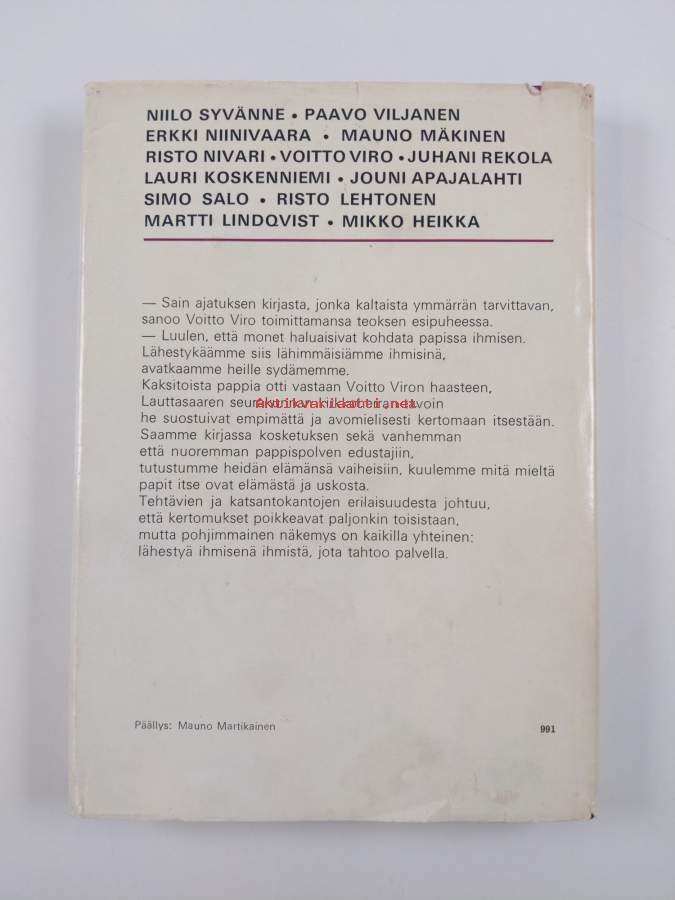 NIILO SYVÄNNE • PAAVO VILJANEN
ERKKI NIINIVAARA • MAUNO MÄKINEN
RISTO NIVARI • VOITTO VIRO • JUHANI REKOLA
LAURI KOSKENNIEMI • JOUNI APAJALAHTI
SIMO SALO • RISTO LEHTONEN
MARTTI LINDQVIST • MIKKO HEIKKA
— Sain ajatuksen kirjasta, jonka kaltaista ymmärrän tarvittavan,
sanoo Voitto Viro toimittamansa teoksen esipuheessa.
— Luulen, että monet haluaisivat kohdata papissa ihmisen.
Lähestykäämme siis lähimmäisiämme ihmisinä,
avatkaamme heille sydämemme.
Kaksitoista pappia otti vastaan Voitto Viron haasteen,
Lauttasaaren seurakunnan kirkkoherran tavoin
Antikvariaatti.net
he suostuivat empimättä ja avomielisesti kertomaan itsestään.
Saamme kirjassa kosketuksen sekä vanhemman
että nuoremman pappispolven edustajiin,
tutustumme heidän elämänsä vaiheisiin, kuulemme mitä mieltä
papit itse ovat elämästä ja uskosta.
Tehtävien ja katsantokantojen erilaisuudesta johtuu,
että kertomukset poikkeavat paljonkin toisistaan,
mutta pohjimmainen näkemys on kaikilla yhteinen:
lähestyä ihmisenä ihmistä, jota tahtoo palvella.
Päällys: Mauno Martikainen
991